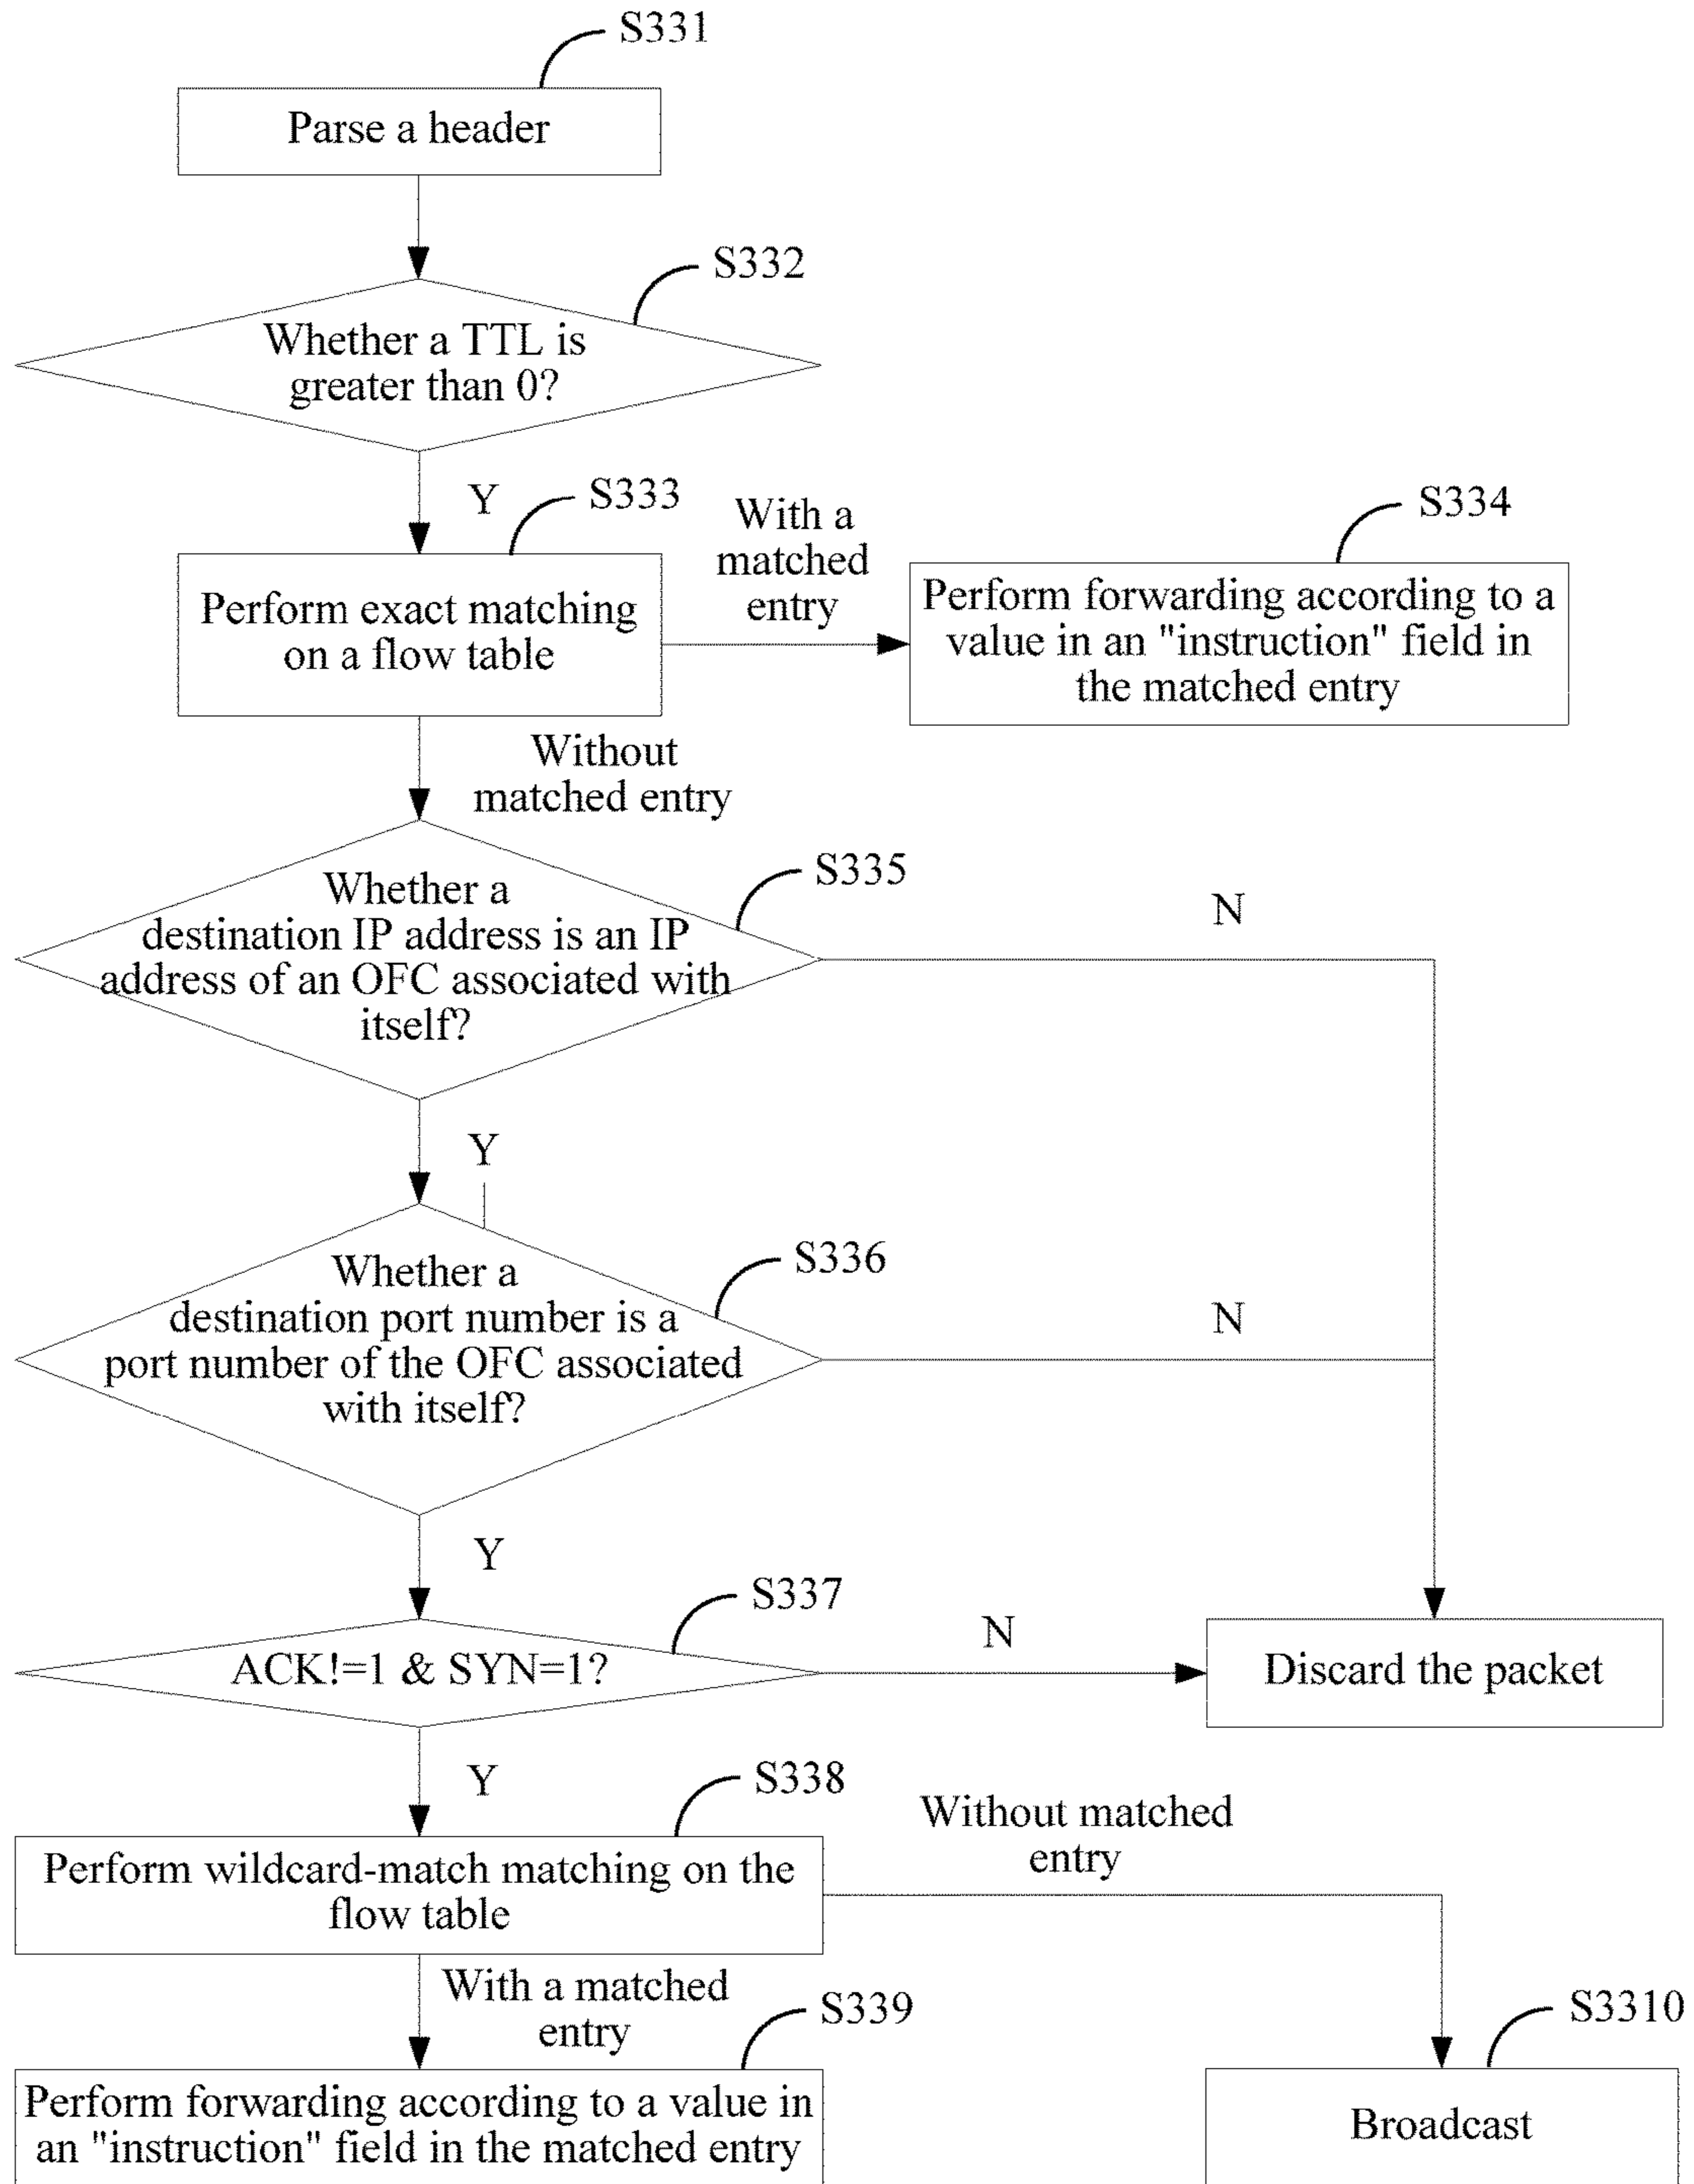 S331
Parse a header
S332
Whether a TTL is
greater than 0?
Y
S333
With a
matched
entry
S334
Perform exact matching
on a flow table
Perform forwarding according to a
value in an "instruction" field in
the matched entry
Without
matched entry
S335
Whether a
destination IP address is an IP
address of an OFC associated with
itself?
N
Y
S336
Whether a
destination port number is a
port number of the OFC associated
with itself?
N
Y
S337
ACK!=1 & SYN=1?
N
Discard the packet
Y
S338
Perform wildcard-match matching on the
flow table
Without matched
entry
With a matched
entry
S339
S3310
Perform forwarding according to a value in
an "instruction" field in the matched entry
Broadcast